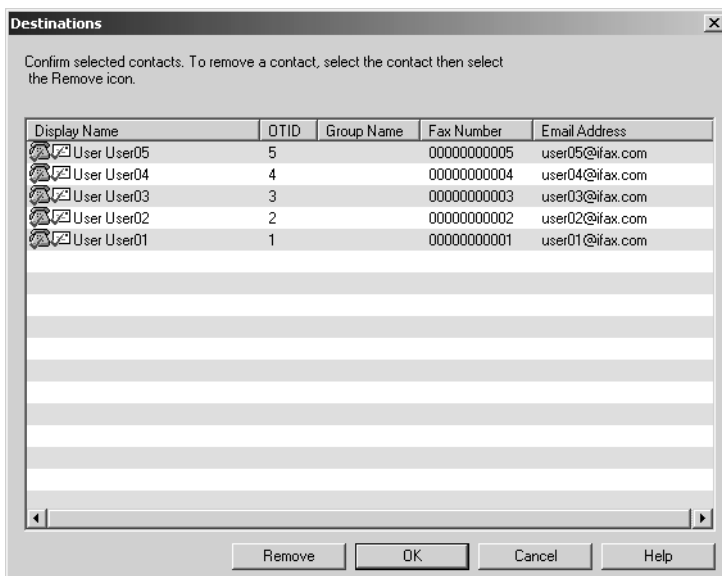 Destinations
Confirm selected contacts. To remove a contact, select the contact then select
the Remove icon.
Display Name OTID Group Name Fax Number Email Address
User User05 5 00000000005 user05@ifax.com
User User04 4 00000000004 user04@ifax.com
User User03 3 00000000003 user03@ifax.com
User User02 2 00000000002 user02@ifax.com
User User01 1 00000000001 user01@ifax.com
Remove OK Cancel Help